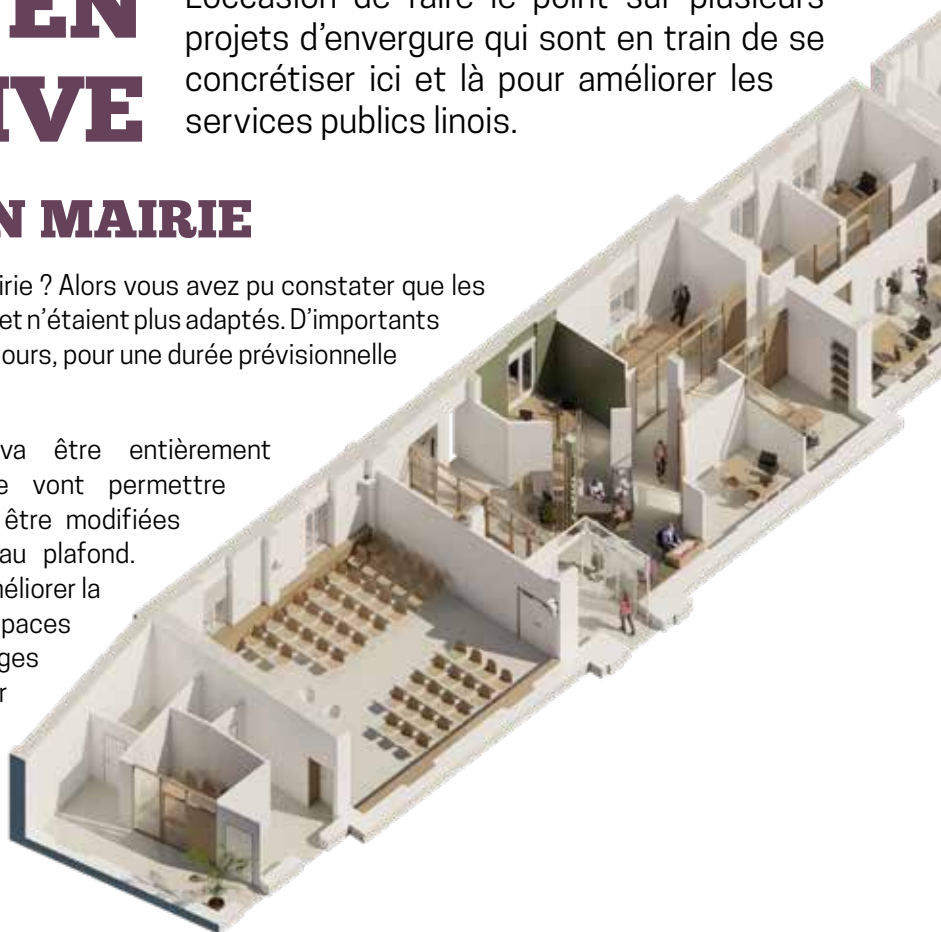 EN
IVE
L'occasion de faire le point sur plusieurs
projets d'envergure qui sont en train de se
concrétiser ici et là pour améliorer les
services publics linois.
N MAIRIE
irie ? Alors vous avez pu constater que les
et n'étaient plus adaptés. D'importants
ours, pour une durée prévisionnelle
va être entièrement
e vont permettre
être modifiées
au plafond.
méliorer la
paces
ges
r